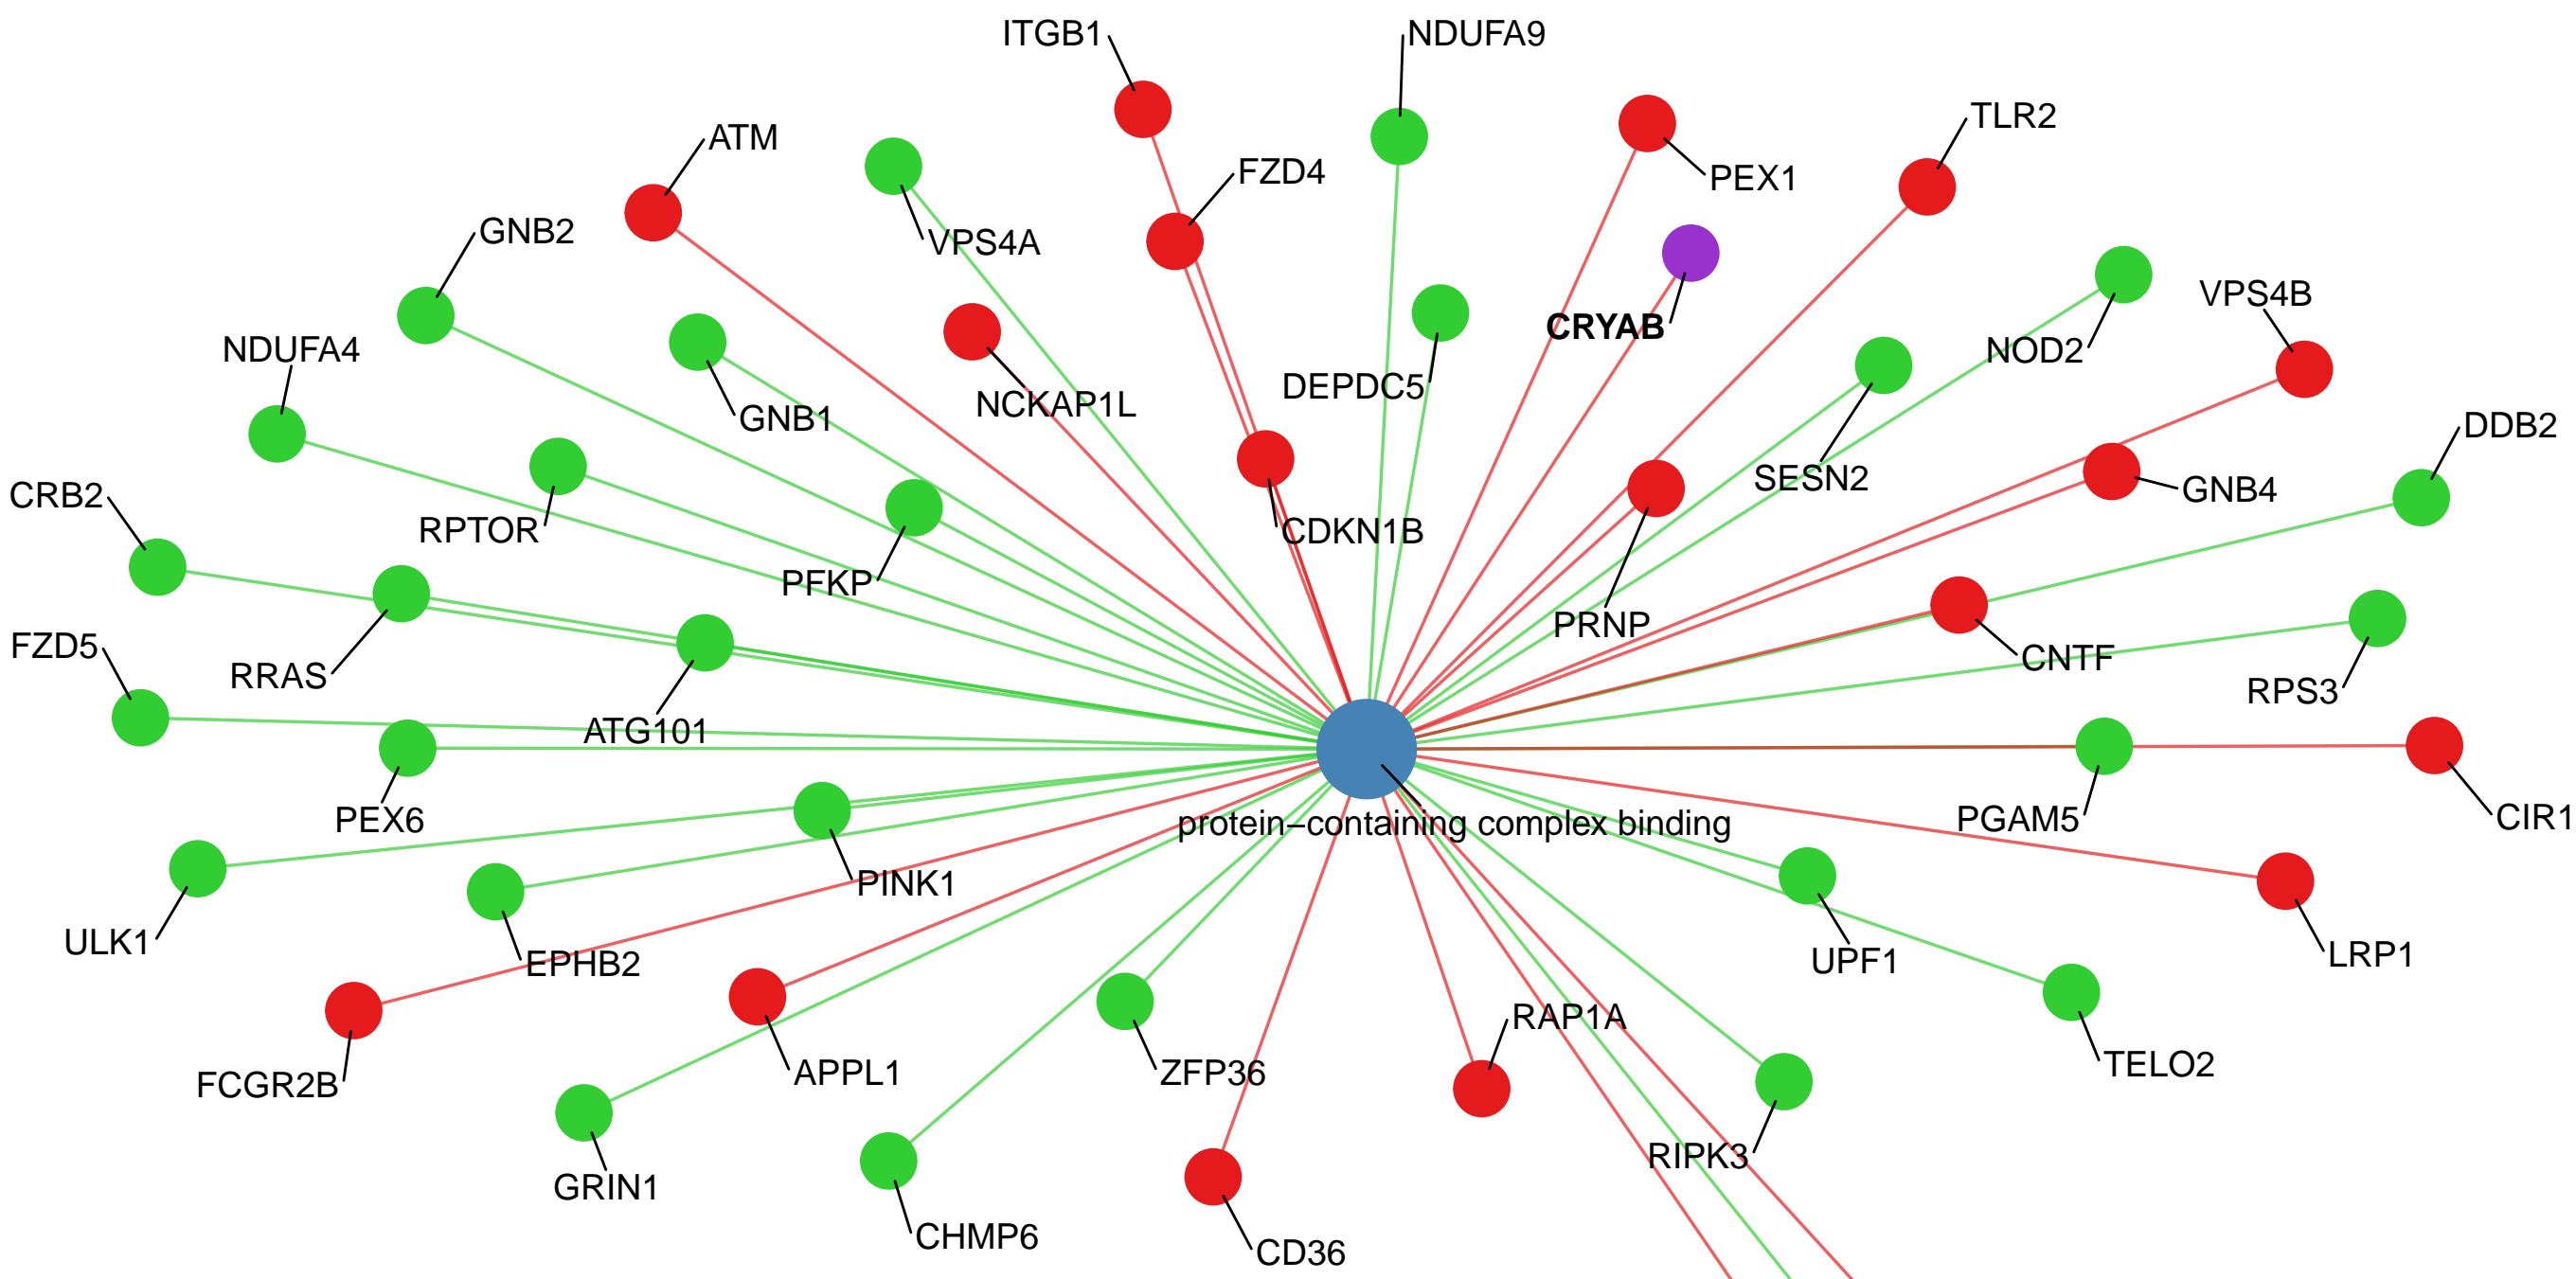 ITGB1
NDUFA9
ATM
TLR2
FZD4
PEX1
GNB2
VPS4A
VPS4B
CRYAB
NDUFA4
NOD2
DEPDC5
NCKAP1L
GNB1
DDB2
SESN2
GNB4
CRB2
RPTOR
CDKN1B
PFKP
PRNP
FZD5
CNTF
RRAS
RPS3
ATG101
PEX6
protein−containing complex binding
PGAM5
CIR1
PINK1
ULK1
EPHB2
UPF1
LRP1
RAP1A
TELO2
FCGR2B
APPL1
ZFP36
RIPK3
GRIN1
CHMP6
CD36